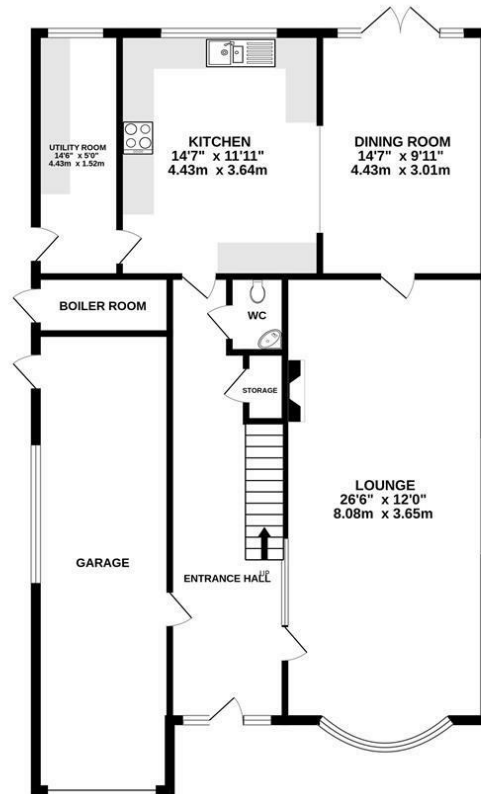 UTILITY ROOM
14'6" x 5'0"
4.43m x 1.52m
KITCHEN
14'7" x 11'11"
4.43m x 3.64m
DINING ROOM
14'7" x 9'11"
4.43m x 3.01m
BOILER ROOM
WC
STORAGE
LOUNGE
26'6" x 12'0"
8.08m x 3.65m
GARAGE
ENTRANCE HALL
UP